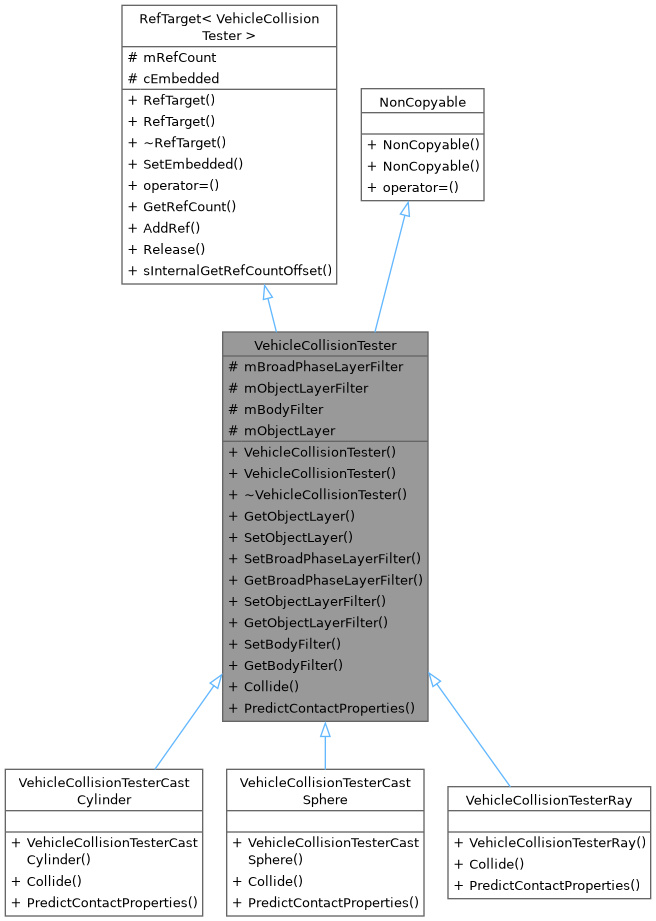 RefTarget< VehicleCollision
Tester >
# mRefCount
# cEmbedded
+ RefTarget()
+ RefTarget()
+ ~RefTarget()
+ SetEmbedded()
+ operator=()
+ GetRefCount()
+ AddRef()
+ Release()
+ sInternalGetRefCountOffset()
NonCopyable
+ NonCopyable()
+ NonCopyable()
+ operator=()
VehicleCollisionTester
# mBroadPhaseLayerFilter
# mObjectLayerFilter
# mBodyFilter
# mObjectLayer
+ VehicleCollisionTester()
+ VehicleCollisionTester()
+ ~VehicleCollisionTester()
+ GetObjectLayer()
+ SetObjectLayer()
+ SetBroadPhaseLayerFilter()
+ GetBroadPhaseLayerFilter()
+ SetObjectLayerFilter()
+ GetObjectLayerFilter()
+ SetBodyFilter()
+ GetBodyFilter()
+ Collide()
+ PredictContactProperties()
VehicleCollisionTesterCast
Cylinder
+ VehicleCollisionTesterCast
Cylinder()
+ Collide()
+ PredictContactProperties()
VehicleCollisionTesterCast
Sphere
+ VehicleCollisionTesterCast
Sphere()
+ Collide()
+ PredictContactProperties()
VehicleCollisionTesterRay
+ VehicleCollisionTesterRay()
+ Collide()
+ PredictContactProperties()